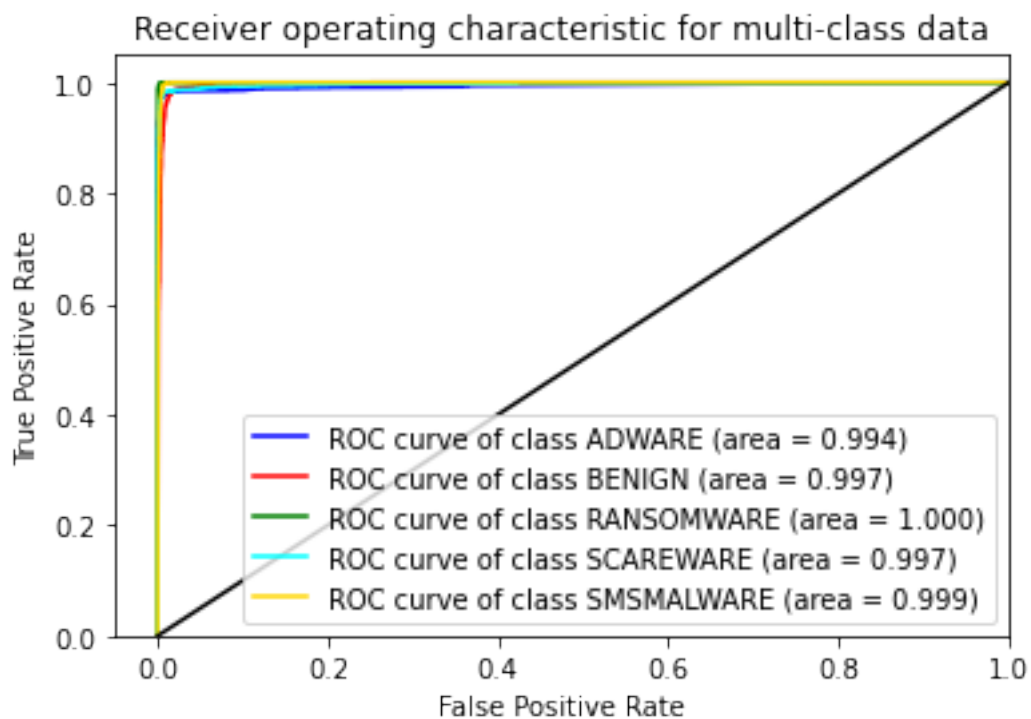 Receiver operating characteristic for multi-class data
1.0
0.8
0.6
0.4
0.2
0.0
True Positive Rate
ROC curve of class ADWARE (area = 0.994)
ROC curve of class BENIGN (area = 0.997)
ROC curve of class RANSOMWARE (area = 1.000)
ROC curve of class SCAREWARE (area = 0.997)
ROC curve of class SMSMALWARE (area = 0.999)
0.0 0.2 0.4 0.6 0.8 1.0
False Positive Rate